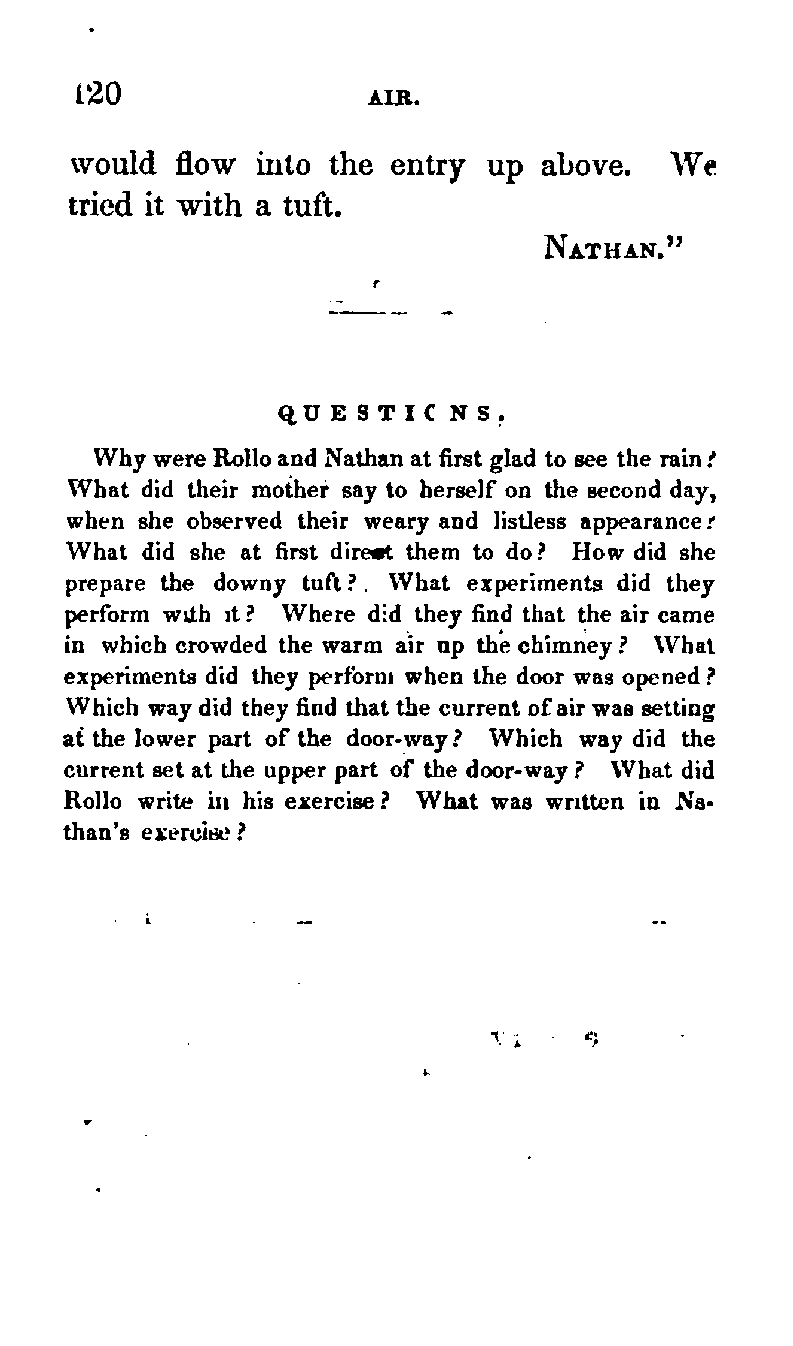 120 AIR.
would flow into the entry up above. We
tried it with a tuft.
NATHAN."
QUESTIONS.
Why were Rollo and Nathan at first glad to see the rain?
What did their mother say to herself on the second day,
when she observed their weary and listless appearance?
What did she at first direct them to do? How did she
prepare the downy tuft? What experiments did they
perform with it? Where did they find that the air came
in which crowded the warm air up the chimney? What
experiments did they perform when the door was opened?
Which way did they find that the current of air was setting
at the lower part of the door-way? Which way did the
current set at the upper part of the door-way? What did
Rollo write in his exercise? What was written in Na-
than's exercise?